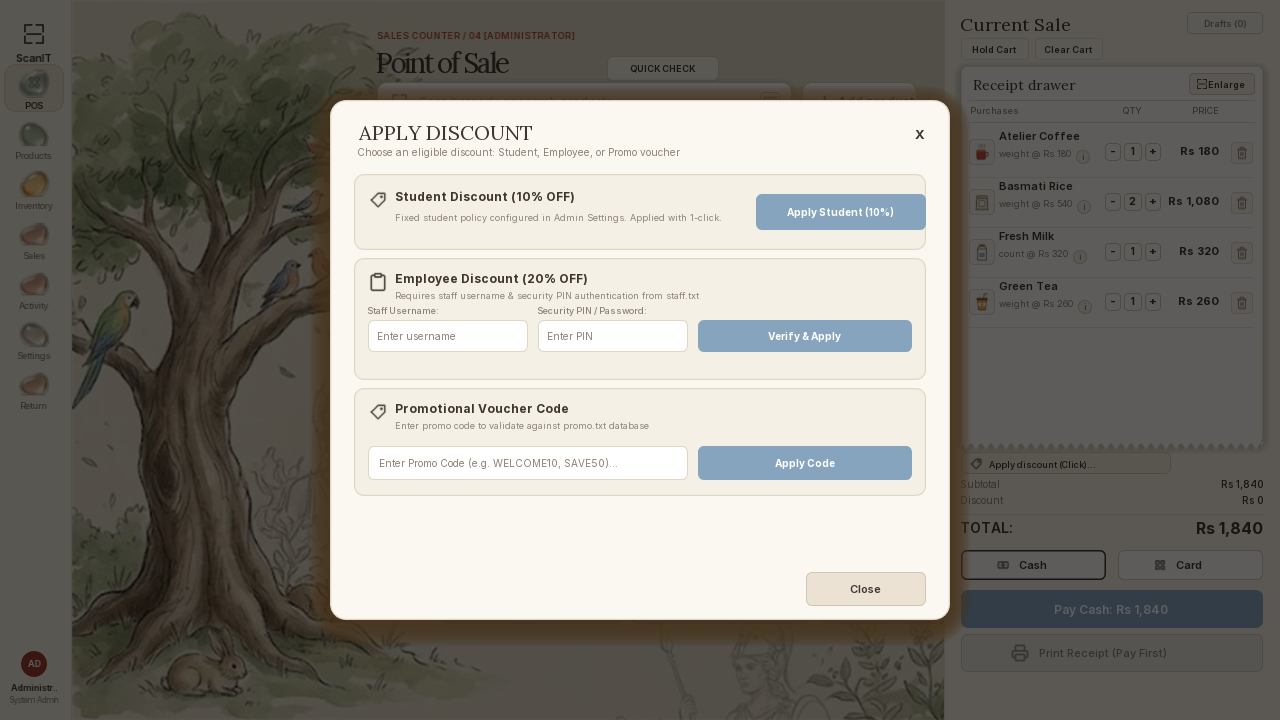 ScanIT
POS
Products
Inventory
Sales
Activity
Settings
Return
AD
Administr..
System Admin
SALES COUNTER / 04 [ADMINISTRATOR]
Point of Sale
QUICK CHECK
APPLY DISCOUNT
X
Choose an eligible discount: Student, Employee, or Promo voucher
Student Discount (10% OFF)
Fixed student policy configured in Admin Settings. Applied with 1-click.
Apply Student (10%)
Employee Discount (20% OFF)
Requires staff username & security PIN authentication from staff.txt
Staff Username:
Security PIN / Password:
Enter username
Enter PIN
Verify & Apply
Promotional Voucher Code
Enter promo code to validate against promo.txt database
Enter Promo Code (e.g. WELCOME10, SAVE50)...
Apply Code
Close
Current Sale
Drafts (0)
Hold Cart
Clear Cart
Receipt drawer
Enlarge
Purchases QTY PRICE
Atelier Coffee
weight @ Rs 180 i - 1 + Rs 180
Basmati Rice
weight @ Rs 540 i - 2 + Rs 1,080
Fresh Milk
count @ Rs 320 i - 1 + Rs 320
Green Tea
weight @ Rs 260 i - 1 + Rs 260
Apply discount (Click)...
Subtotal Rs 1,840
Discount Rs 0
TOTAL: Rs 1,840
Cash
Card
Pay Cash: Rs 1,840
Print Receipt (Pay First)